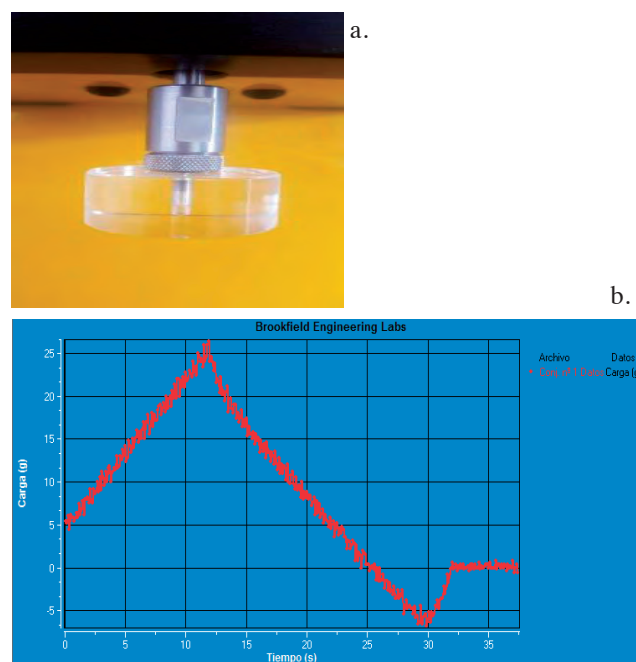 a.
b.
Brookfield Engineering Labs
Archivo Datos
Carga (g
25
20
15
10
5
0
-5
Carga (g)
0 5 10 15 20 25 30 35
Tiempo (s)